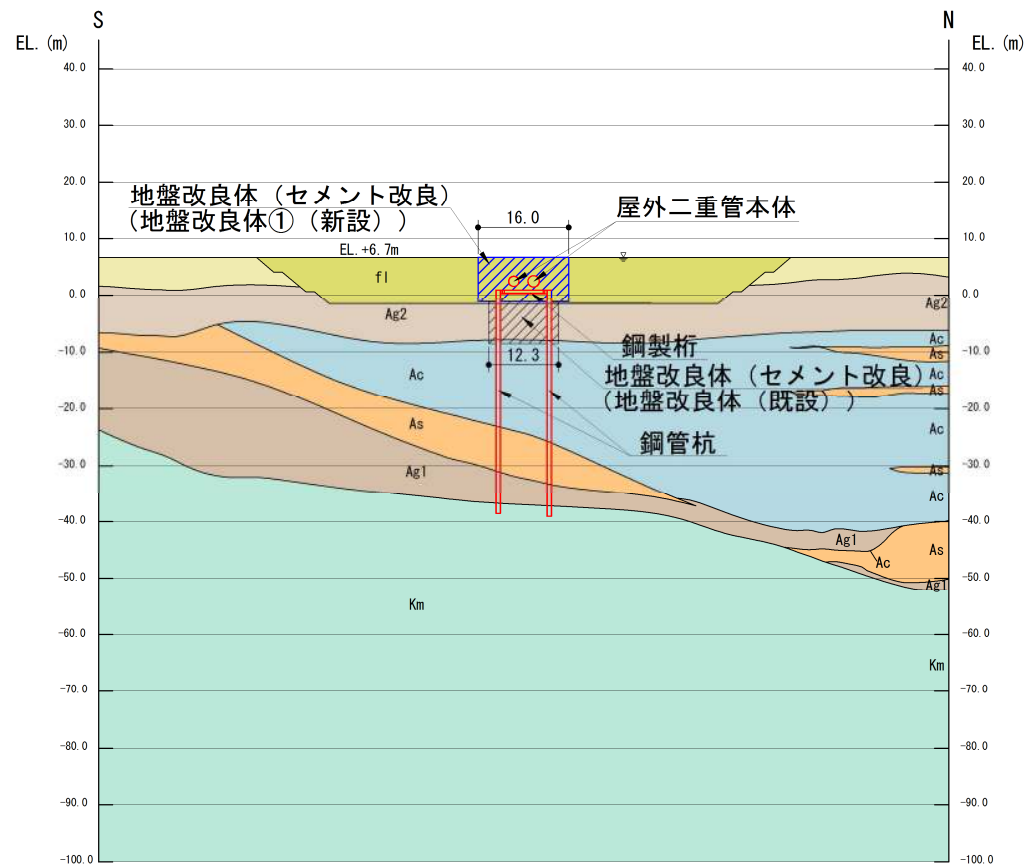 S
N
EL. (m)
EL. (m)
40.0
40.0
30.0
30.0
20.0
20.0
地盤改良体（セメント改良）
（地盤改良体①（新設））
屋外二重管本体
16.0
10.0
10.0
EL.+6.7m
fl
0.0
0.0
Ag2
Ag2
Ac
鋼製桁
As
-10.0
-10.0
12.3
Ac
Ac
地盤改良体（セメント改良）
（地盤改良体（既設））
As
-20.0
-20.0
As
Ac
鋼管杭
-30.0
-30.0
Ag1
As
Ac
-40.0
-40.0
Ag1
As
Ac
-50.0
-50.0
Ag1
Km
-60.0
-60.0
Km
-70.0
-70.0
-80.0
-80.0
-90.0
-90.0
-100.0
-100.0